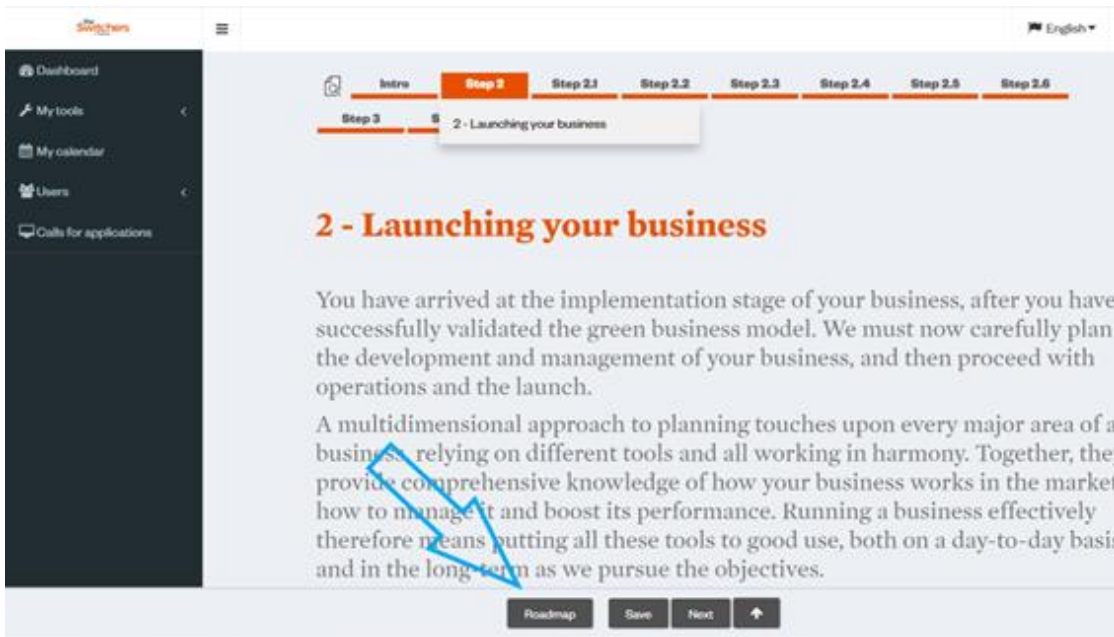 the
Switchers
English
Dashboard
My tools
My calendar
Users
Calls for applications
Intro
Step 2
Step 2.1
Step 2.2
Step 2.3
Step 2.4
Step 2.5
Step 2.6
Step 3
S
2 - Launching your business
2 - Launching your business
You have arrived at the implementation stage of your business, after you have
successfully validated the green business model. We must now carefully plan
the development and management of your business, and then proceed with
operations and the launch.
A multidimensional approach to planning touches upon every major area of a
business, relying on different tools and all working in harmony. Together, the
provide comprehensive knowledge of how your business works in the market
how to manage it and boost its performance. Running a business effectively
therefore means putting all these tools to good use, both on a day-to-day basi
and in the long-term as we pursue the objectives.
Roadmap
Save
Next